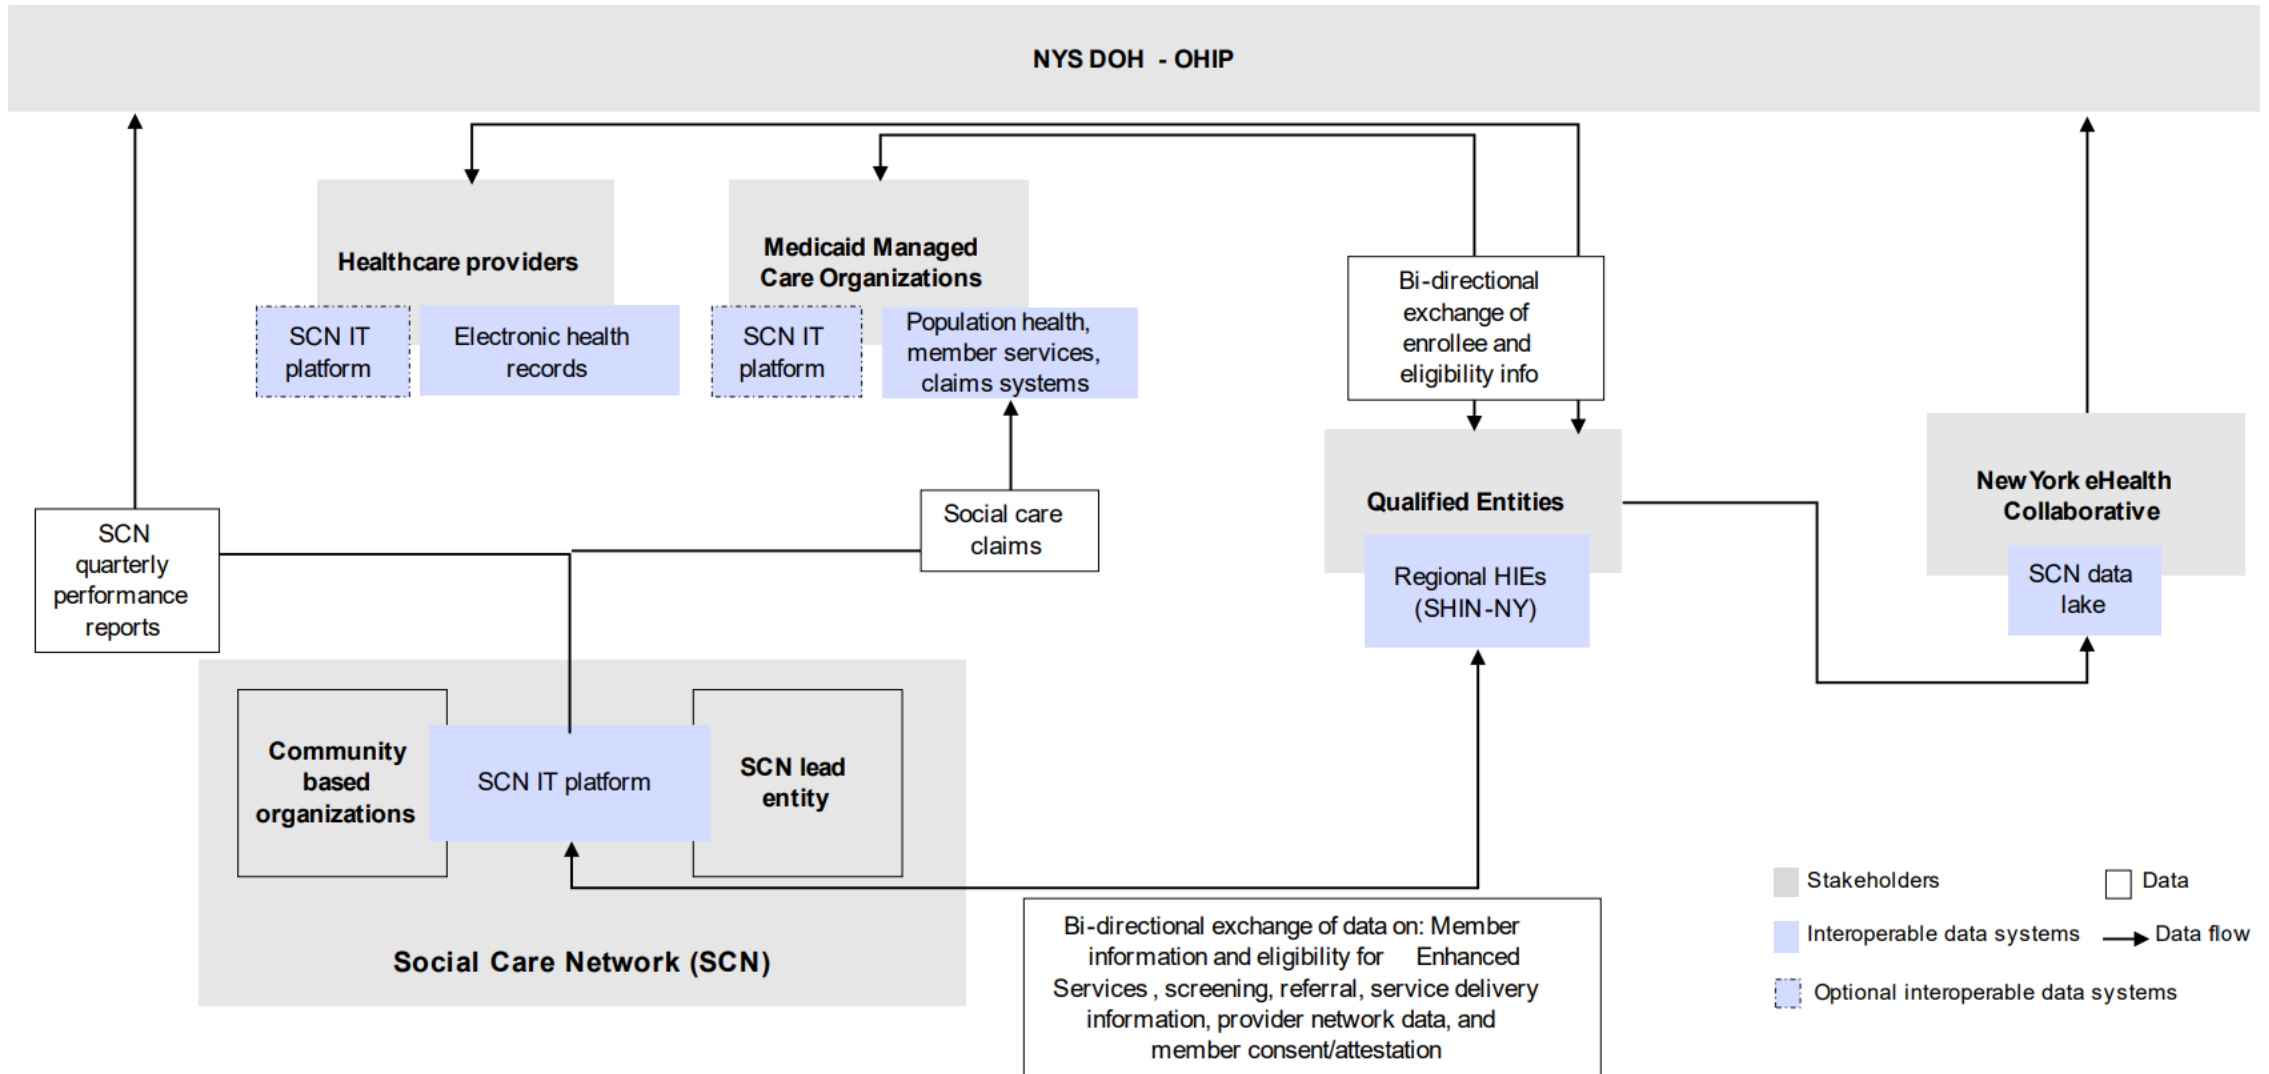 NYS DOH - OHIP
Healthcare providers
SCN IT
platform
Electronic health
records
Medicaid Managed
Care Organizations
SCN IT
platform
Population health,
member services,
claims systems
Bi-directional
exchange of
enrollee and
eligibility info
Qualified Entities
Regional HIEs
(SHIN-NY)
New York eHealth
Collaborative
SCN data
lake
SCN
quarterly
performance
reports
Social care
claims
Community
based
organizations
SCN IT platform
SCN lead
entity
Social Care Network (SCN)
Bi-directional exchange of data on: Member
information and eligibility for Enhanced
Services , screening, referral, service delivery
information, provider network data, and
member consent/attestation
Stakeholders
Data
Interoperable data systems
Data flow
Optional interoperable data systems